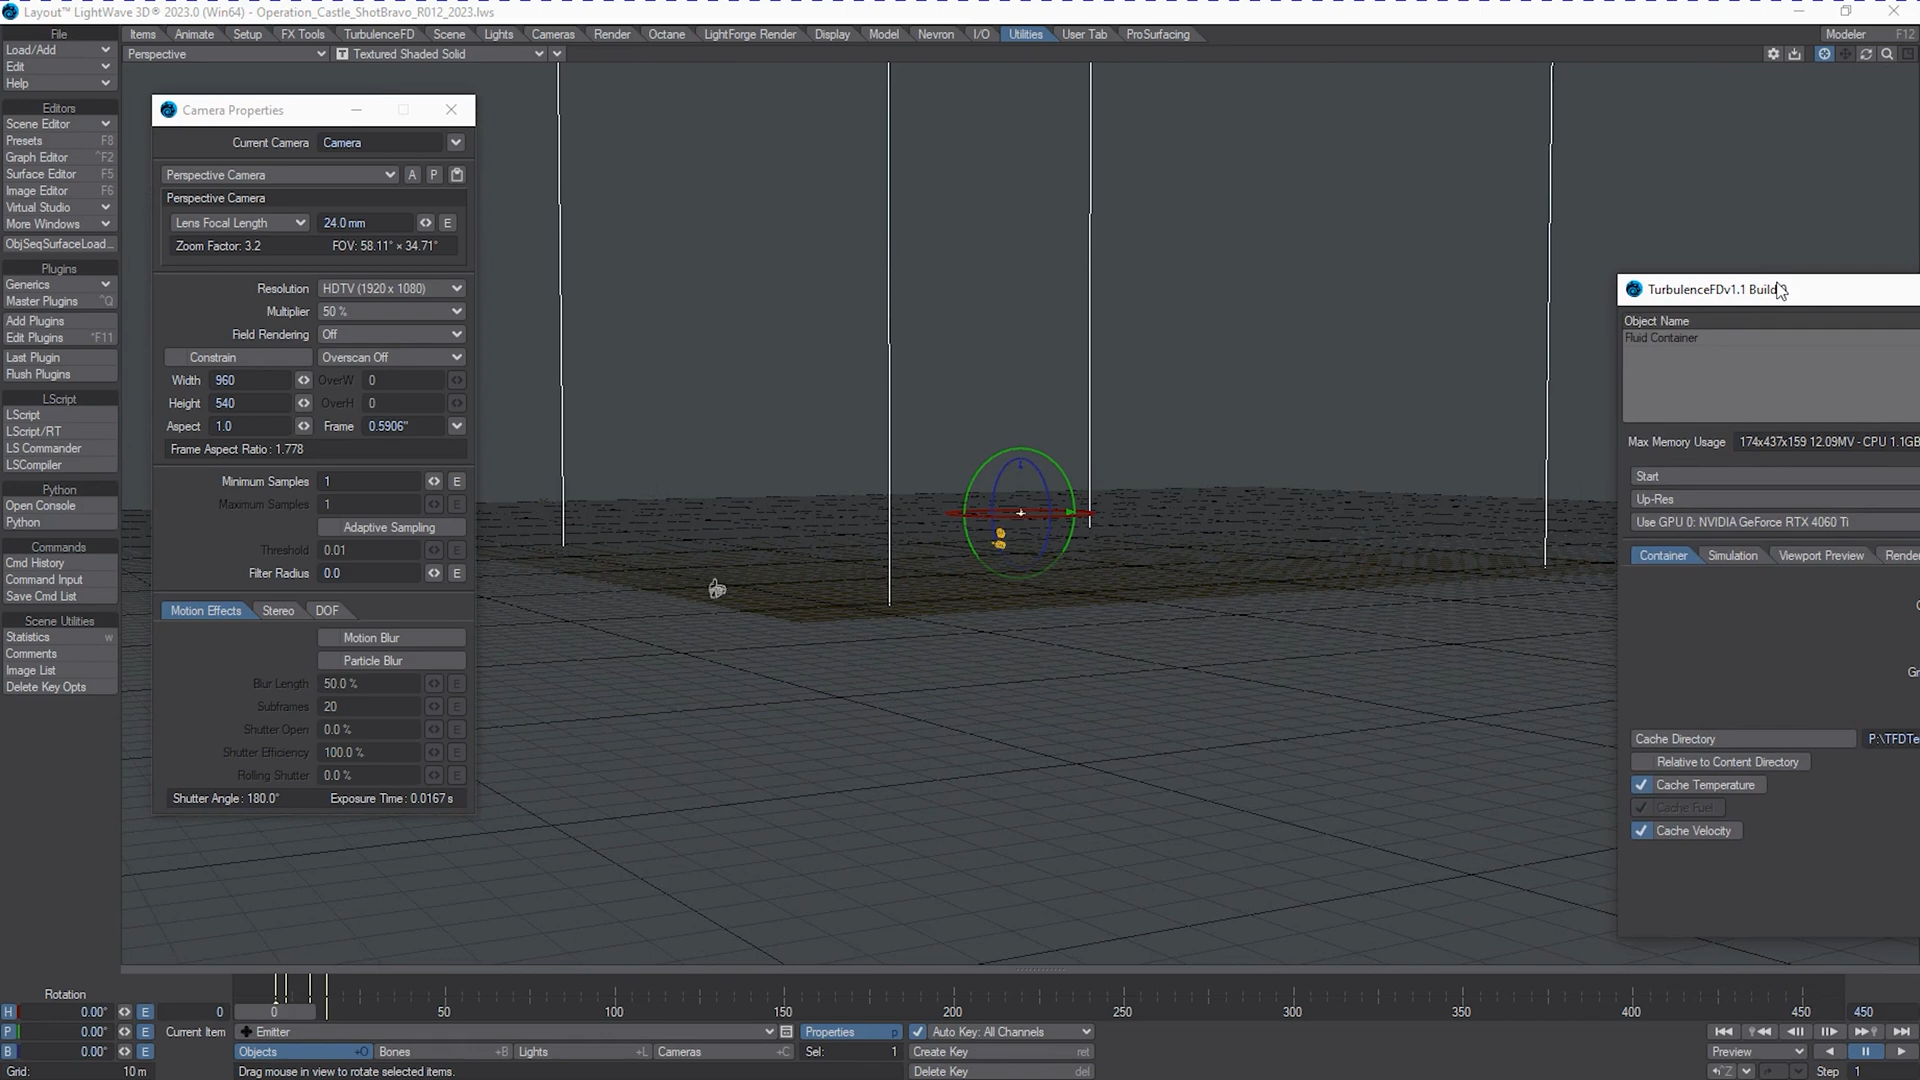 Layout™ LightWave 3D® 2023.0 (Win64) - Operation_Castle_ShotBravo_R012_2023.lws
File Items Animate Setup FX Tools TurbulenceFD Scene Lights Cameras Render Octane LightForge Render Display Model Nevron I/O Utilities User Tab ProSurfacing Modeler F12
Load/Add Perspective T Textured Shaded Solid
Edit
Help
Editors
Scene Editor
Presets F8
Graph Editor ^F2
Surface Editor F5
Image Editor F6
Virtual Studio
More Windows
ObjSeqSurfaceLoad...
Plugins
Generics
Master Plugins ^Q
Add Plugins
Edit Plugins ^F11
Last Plugin
Flush Plugins
LScript
LScript
LScript/RT
LS Commander
LSCompiler
Python
Open Console
Python
Commands
Cmd History
Command Input
Save Cmd List
Scene Utilities
Statistics w
Comments
Image List
Delete Key Opts
Camera Properties
Current Camera Camera
Perspective Camera A P
Perspective Camera
Lens Focal Length 24.0 mm E
Zoom Factor: 3.2 FOV: 58.11° × 34.71°
Resolution HDTV (1920 x 1080)
Multiplier 50 %
Field Rendering Off
Constrain Overscan Off
Width 960 OverW 0
Height 540 OverH 0
Aspect 1.0 Frame 0.5906"
Frame Aspect Ratio : 1.778
Minimum Samples 1 E
Maximum Samples 1 E
Adaptive Sampling
Threshold 0.01 E
Filter Radius 0.0 E
Motion Effects Stereo DOF
Motion Blur
Particle Blur
Blur Length 50.0 % E
Subframes 20 E
Shutter Open 0.0 % E
Shutter Efficiency 100.0 % E
Rolling Shutter 0.0 % E
Shutter Angle : 180.0° Exposure Time : 0.0167 s
TurbulenceFDv1.1 Build
Object Name
Fluid Container
Max Memory Usage 174x437x159 12.09MV - CPU 1.1GB
Start
Up-Res
Use GPU 0: NVIDIA GeForce RTX 4060 Ti
Container Simulation Viewport Preview Render
Gr
Cache Directory P:\TFDTe
Relative to Content Directory
Cache Temperature
Cache Fuel
Cache Velocity
Rotation
H 0.00° E 0 0 50 100 150 200 250 300 350 400 450 450
P 0.00° E Current Item Emitter Properties p Auto Key: All Channels
B 0.00° E Objects +O Bones +B Lights +L Cameras +C Sel: 1 Create Key ret Preview
Grid: 10 m Drag mouse in view to rotate selected items. Delete Key del ^Z Step 1